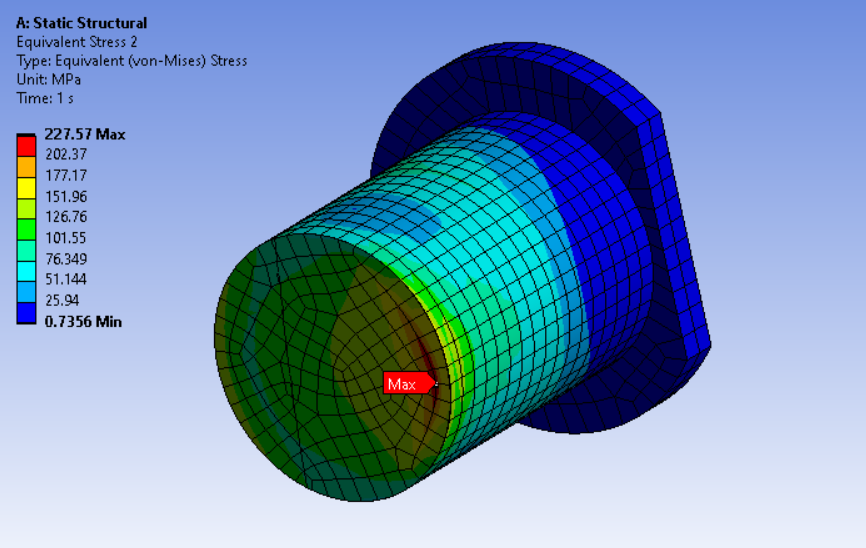 A: Static Structural
Equivalent Stress 2
Type: Equivalent (von-Mises) Stress
Unit: MPa
Time: 1 s
227.57 Max
202.37
177.17
151.96
126.76
101.55
76.349
51.144
25.94
0.7356 Min
Max